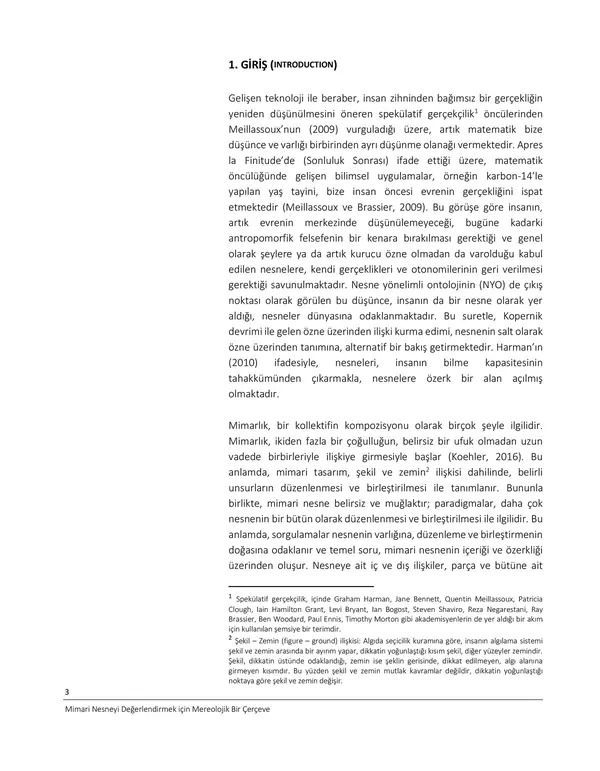 1. GİRİŞ (INTRODUCTION)
Gelişen teknoloji ile beraber, insan zihninden bağımsız bir gerçekliğin
yeniden düşünülmesini öneren spekülatif gerçekçilik1 öncülerinden
Meillassoux’nun (2009) vurguladığı üzere, artık matematik bize
düşünce ve varlığı birbirinden ayrı düşünme olanağı vermektedir. Apres
la Finitude’de (Sonluluk Sonrası) ifade ettiği üzere, matematik
öncülüğünde gelişen bilimsel uygulamalar, örneğin karbon-14’le
yapılan yaş tayini, bize insan öncesi evrenin gerçekliğini ispat
etmektedir (Meillassoux ve Brassier, 2009). Bu görüşe göre insanın,
artık evrenin merkezinde düşünülemeyeceği, bugüne kadarki
antropomorfik felsefenin bir kenara bırakılması gerektiği ve genel
olarak şeylere ya da artık kurucu özne olmadan da varolduğu kabul
edilen nesnelere, kendi gerçeklikleri ve otonomilerinin geri verilmesi
gerektiği savunulmaktadır. Nesne yönelimli ontolojinin (NYO) de çıkış
noktası olarak görülen bu düşünce, insanın da bir nesne olarak yer
aldığı, nesneler dünyasına odaklanmaktadır. Bu suretle, Kopernik
devrimi ile gelen özne üzerinden ilişki kurma edimi, nesnenin salt olarak
özne üzerinden tanımına, alternatif bir bakış getirmektedir. Harman’ın
(2010) ifadesiyle, nesneleri, insanın bilme kapasitesinin
tahakkümünden çıkarmakla, nesnelere özerk bir alan açılmış
olmaktadır.
Mimarlık, bir kollektifin kompozisyonu olarak birçok şeyle ilgilidir.
Mimarlık, ikiden fazla bir çoğulluğun, belirsiz bir ufuk olmadan uzun
vadede birbirleriyle ilişkiye girmesiyle başlar (Koehler, 2016). Bu
anlamda, mimari tasarım, şekil ve zemin2 ilişkisi dahilinde, belirli
unsurların düzenlenmesi ve birleştirilmesi ile tanımlanır. Bununla
birlikte, mimari nesne belirsiz ve muğlaktır; paradigmalar, daha çok
nesnenin bir bütün olarak düzenlenmesi ve birleştirilmesi ile ilgilidir. Bu
anlamda, sorgulamalar nesnenin varlığına, düzenleme ve birleştirmenin
doğasına odaklanır ve temel soru, mimari nesnenin içeriği ve özerkliği
üzerinden oluşur. Nesneye ait iç ve dış ilişkiler, parça ve bütüne ait
1 Spekülatif gerçekçilik, içinde Graham Harman, Jane Bennett, Quentin Meillassoux, Patricia
Clough, Iain Hamilton Grant, Levi Bryant, Ian Bogost, Steven Shaviro, Reza Negarestani, Ray
Brassier, Ben Woodard, Paul Ennis, Timothy Morton gibi akademisyenlerin de yer aldığı bir akım
için kullanılan şemsiye bir terimdir.
2 Şekil – Zemin (figure – ground) ilişkisi: Algıda seçicilik kuramına göre, insanın algılama sistemi
şekil ve zemin arasında bir ayırım yapar, dikkatin yoğunlaştığı kısım şekil, diğer yüzeyler zemindir.
Şekil, dikkatin üstünde odaklandığı, zemin ise şeklin gerisinde, dikkat edilmeyen, algı alanına
girmeyen kısımdır. Bu yüzden şekil ve zemin mutlak kavramlar değildir, dikkatin yoğunlaştığı
noktaya göre şekil ve zemin değişir.
3
Mimari Nesneyi Değerlendirmek için Mereolojik Bir Çerçeve